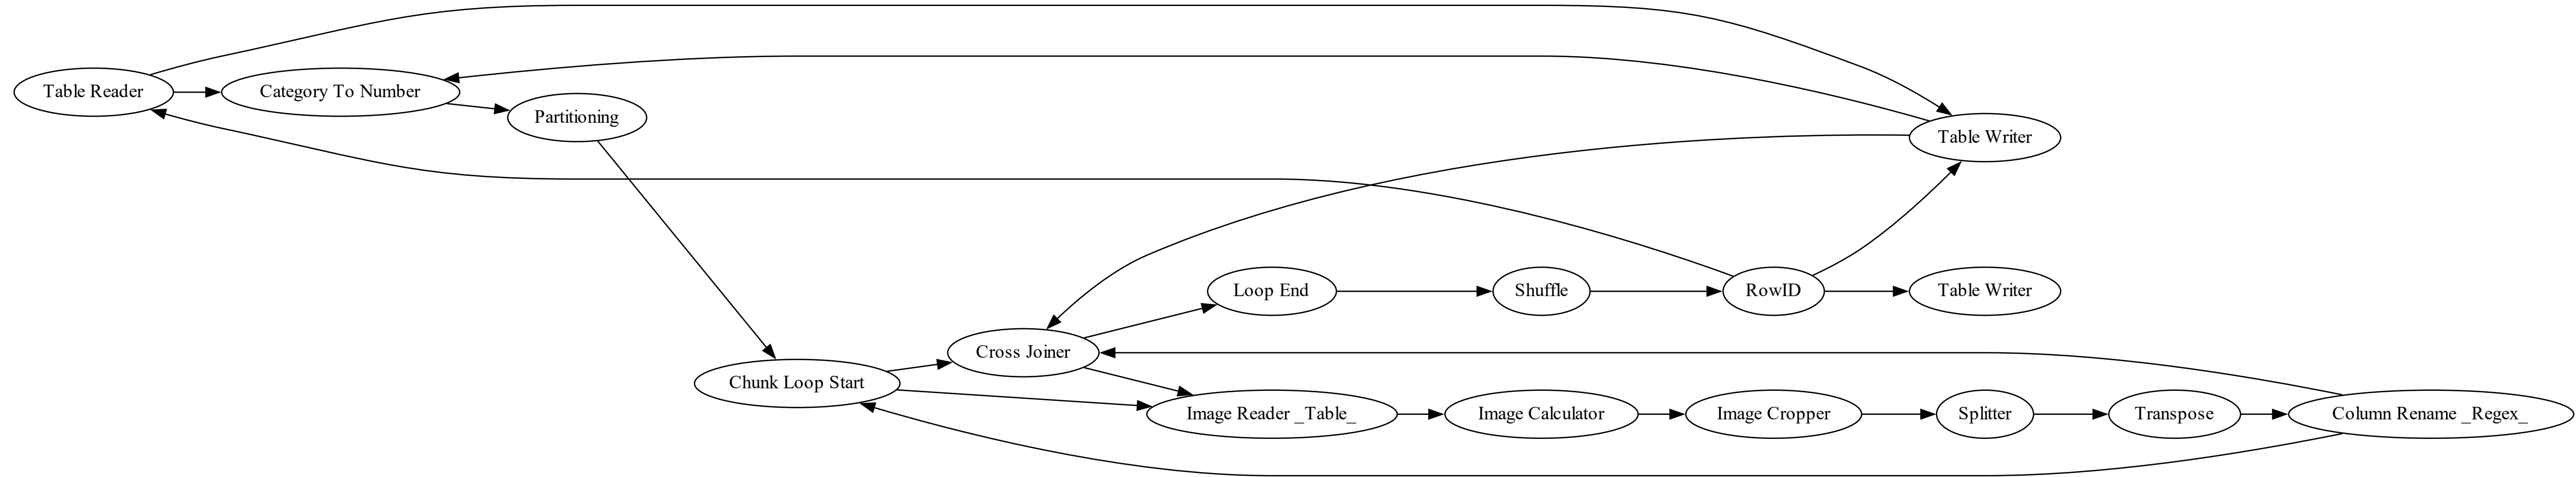 Table Reader
Category To Number
Partitioning
Table Writer
Loop End
Shuffle
RowID
Table Writer
Cross Joiner
Chunk Loop Start
Image Reader _Table_
Image Calculator
Image Cropper
Splitter
Transpose
Column Rename _Regex_